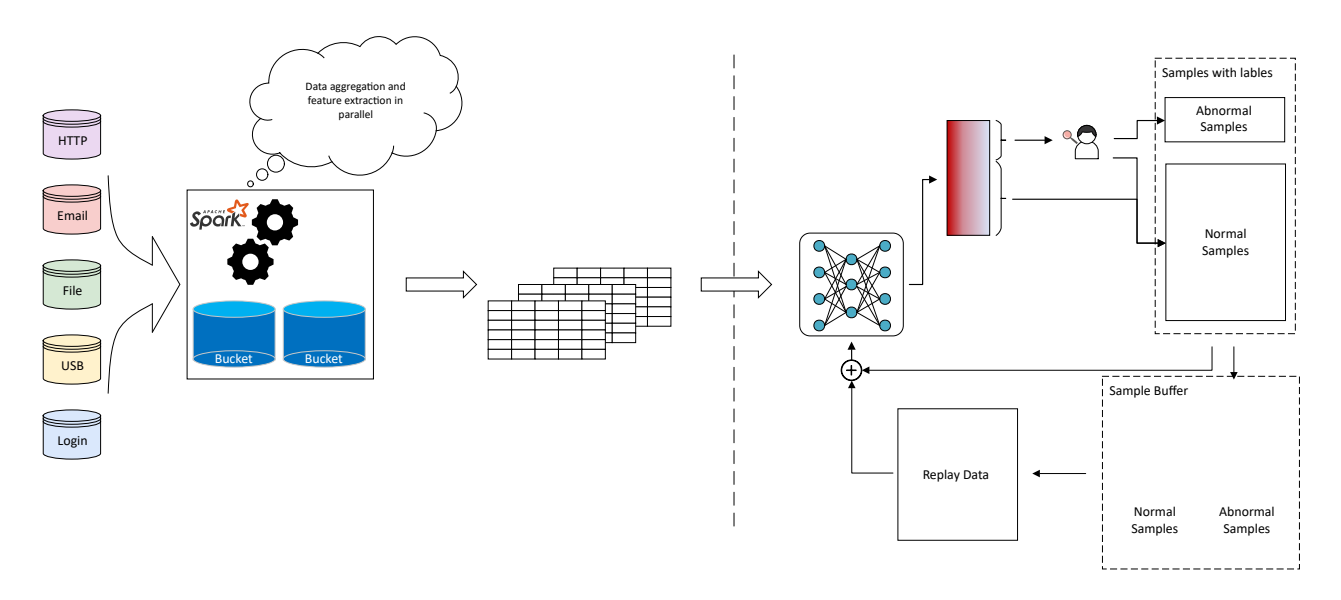 Data aggregation and
feature extraction in
parallel
HTTP
Email
File
USB
Login
APACHE
Spark
Bucket
Bucket
Samples with lables
Abnormal
Samples
Normal
Samples
Sample Buffer
Replay Data
Normal
Samples
Abnormal
Samples